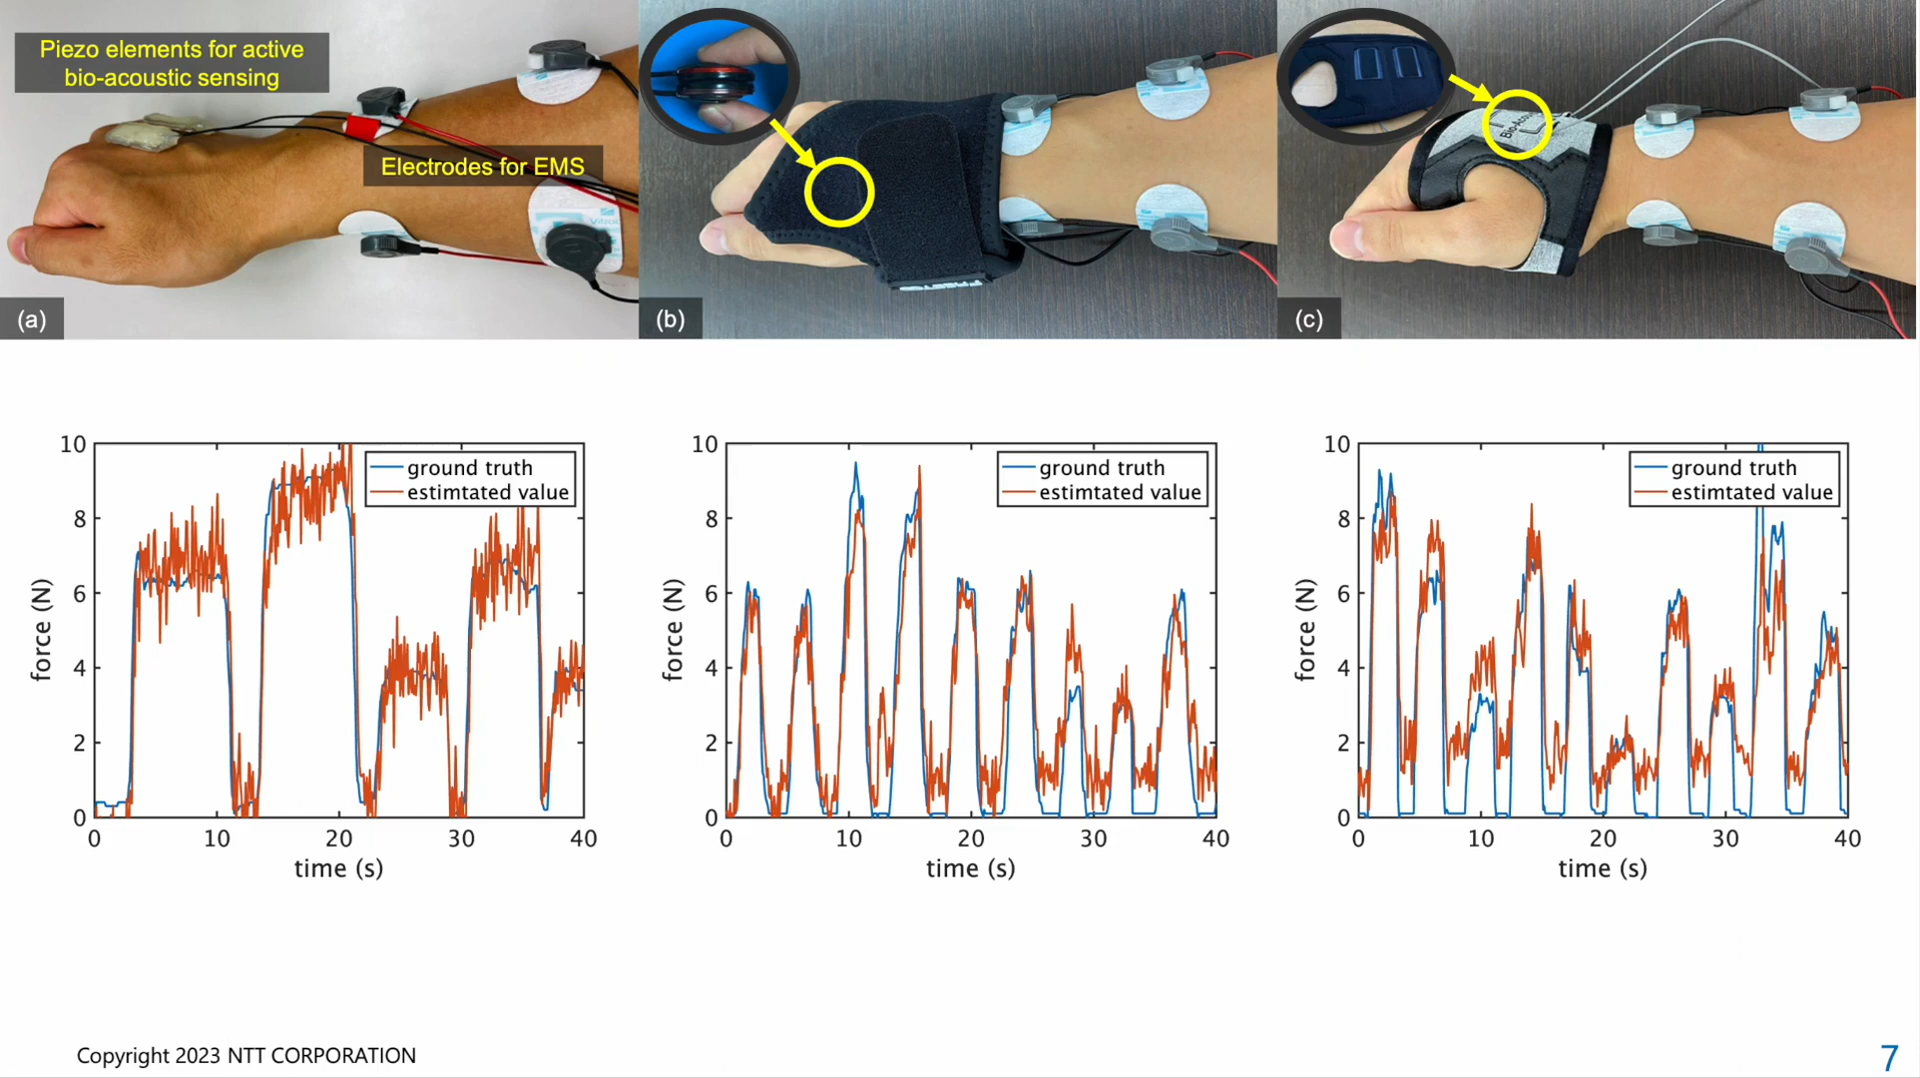 Piezo elements for active
bio-acoustic sensing
Electrodes for EMS
(a)
(b)
(c)
10
8
6
4
2
0
0
10
20
30
40
force (N)
time (s)
ground truth
estimtated value
10
8
6
4
2
0
0
10
20
30
40
force (N)
time (s)
ground truth
estimtated value
10
8
6
4
2
0
0
10
20
30
40
force (N)
time (s)
ground truth
estimtated value
Copyright 2023 NTT CORPORATION
7